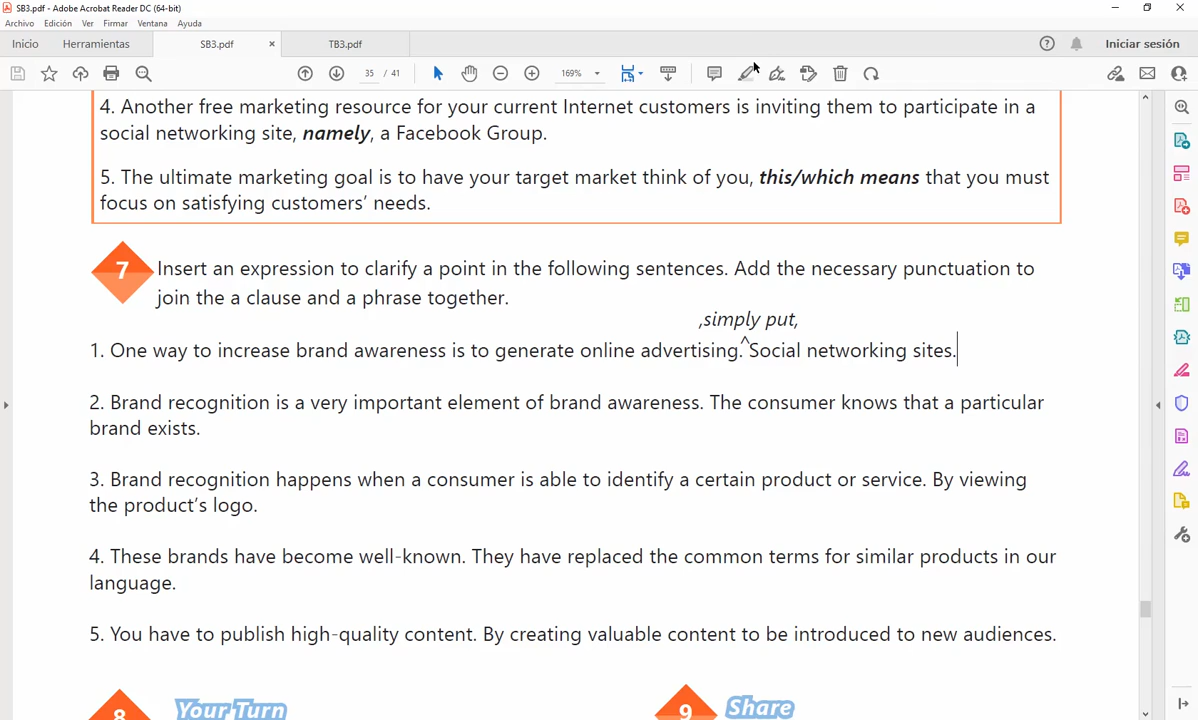 SB3.pdf - Adobe Acrobat Reader DC (64-bit)
Archivo Edición Ver Firmar Ventana Ayuda
Inicio Herramientas SB3.pdf × TB3.pdf Iniciar sesión
35 / 41 169%
4. Another free marketing resource for your current Internet customers is inviting them to participate in a
social networking site, namely, a Facebook Group.
5. The ultimate marketing goal is to have your target market think of you, this/which means that you must
focus on satisfying customers' needs.
7 Insert an expression to clarify a point in the following sentences. Add the necessary punctuation to
join the a clause and a phrase together.
,simply put,
1. One way to increase brand awareness is to generate online advertising.^Social networking sites.
2. Brand recognition is a very important element of brand awareness. The consumer knows that a particular
brand exists.
3. Brand recognition happens when a consumer is able to identify a certain product or service. By viewing
the product's logo.
4. These brands have become well-known. They have replaced the common terms for similar products in our
language.
5. You have to publish high-quality content. By creating valuable content to be introduced to new audiences.
8 Your Turn 9 Share